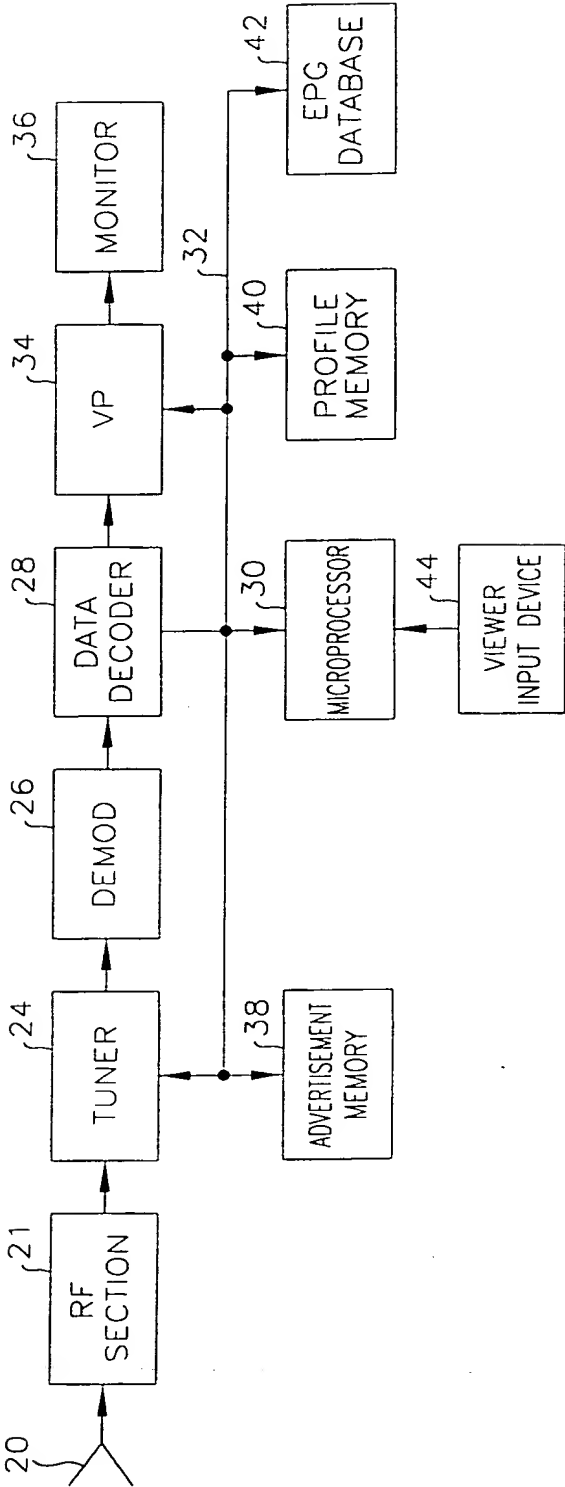 20
21
RF
SECTION
24
TUNER
26
DEMOD
28
DATA
DECODER
34
VP
36
MONITOR
32
38
ADVERTISEMENT
MEMORY
30
MICROPROCESSOR
40
PROFILE
MEMORY
42
EPG
DATABASE
44
VIEWER
INPUT DEVICE